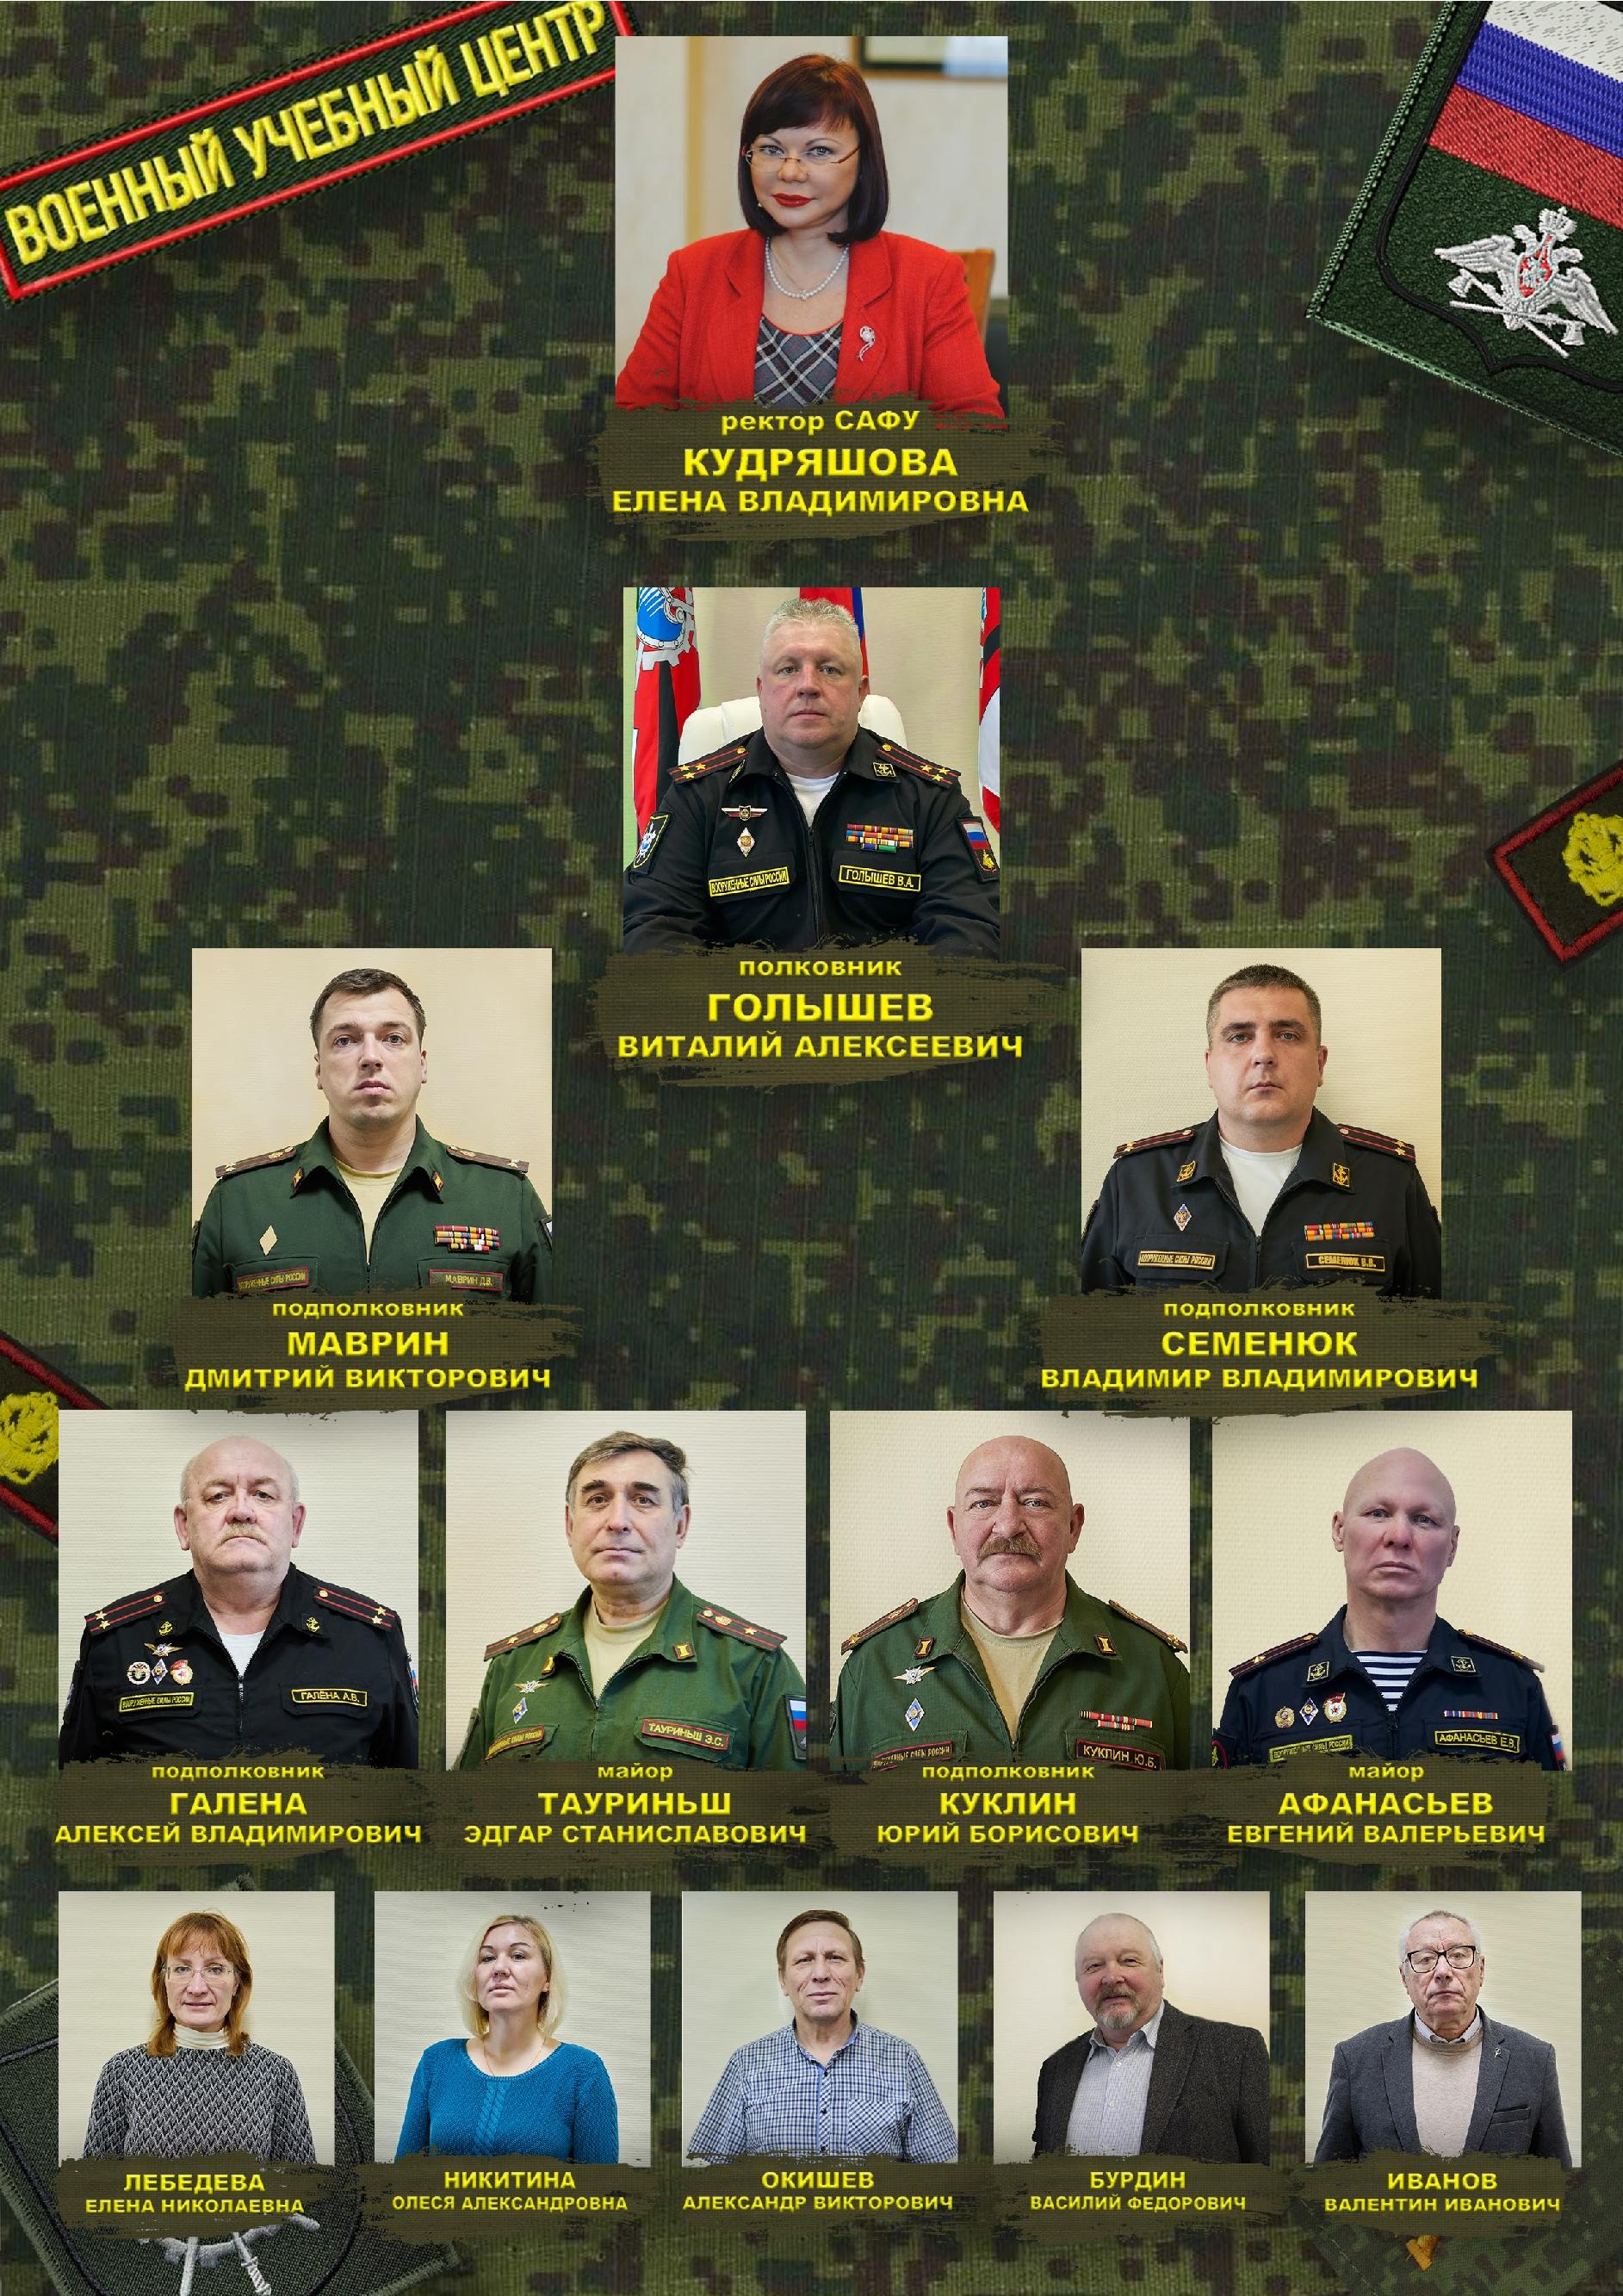 ВОЕННЫЙ УЧЕБНЫЙ ЦЕНТР
ректор САФУ
КУДРЯШОВА
ЕЛЕНА ВЛАДИМИРОВНА
ВООРУЖЕННЫЕ СИЛЫ РОССИИ
ГОЛЫШЕВ В.А.
полковник
ГОЛЫШЕВ
ВИТАЛИЙ АЛЕКСЕЕВИЧ
ВООРУЖЕННЫЕ СИЛЫ РОССИИ
МАВРИН Д.В.
подполковник
МАВРИН
ДМИТРИЙ ВИКТОРОВИЧ
ВООРУЖЕННЫЕ СИЛЫ РОССИИ
СЕМЕНЮК В.В.
подполковник
СЕМЕНЮК
ВЛАДИМИР ВЛАДИМИРОВИЧ
ВООРУЖЕННЫЕ СИЛЫ РОССИИ
ГАЛЕНА А.В.
подполковник
ГАЛЕНА
АЛЕКСЕЙ ВЛАДИМИРОВИЧ
ВООРУЖЕННЫЕ СИЛЫ РОССИИ
ТАУРИНЬШ Э.С.
майор
ТАУРИНЬШ
ЭДГАР СТАНИСЛАВОВИЧ
ВООРУЖЕННЫЕ СИЛЫ РОССИИ
КУКЛИН Ю.Б.
подполковник
КУКЛИН
ЮРИЙ БОРИСОВИЧ
ВООРУЖЕННЫЕ СИЛЫ РОССИИ
АФАНАСЬЕВ Е.В.
майор
АФАНАСЬЕВ
ЕВГЕНИЙ ВАЛЕРЬЕВИЧ
ЛЕБЕДЕВА
ЕЛЕНА НИКОЛАЕВНА
НИКИТИНА
ОЛЕСЯ АЛЕКСАНДРОВНА
ОКИШЕВ
АЛЕКСАНДР ВИКТОРОВИЧ
БУРДИН
ВАСИЛИЙ ФЕДОРОВИЧ
ИВАНОВ
ВАЛЕНТИН ИВАНОВИЧ